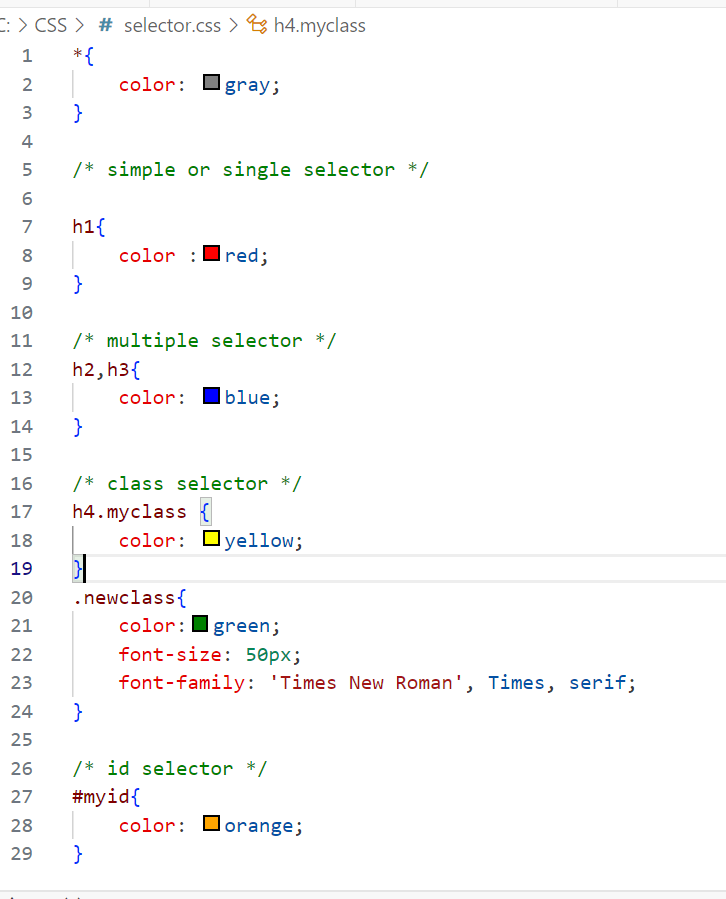 C: > CSS > # selector.css > h4.myclass
1 *{
2 color: gray;
3 }
4
5 /* simple or single selector */
6
7 h1{
8 color :red;
9 }
10
11 /* multiple selector */
12 h2,h3{
13 color: blue;
14 }
15
16 /* class selector */
17 h4.myclass {
18 color: yellow;
19 }
20 .newclass{
21 color:green;
22 font-size: 50px;
23 font-family: 'Times New Roman', Times, serif;
24 }
25
26 /* id selector */
27 #myid{
28 color: orange;
29 }